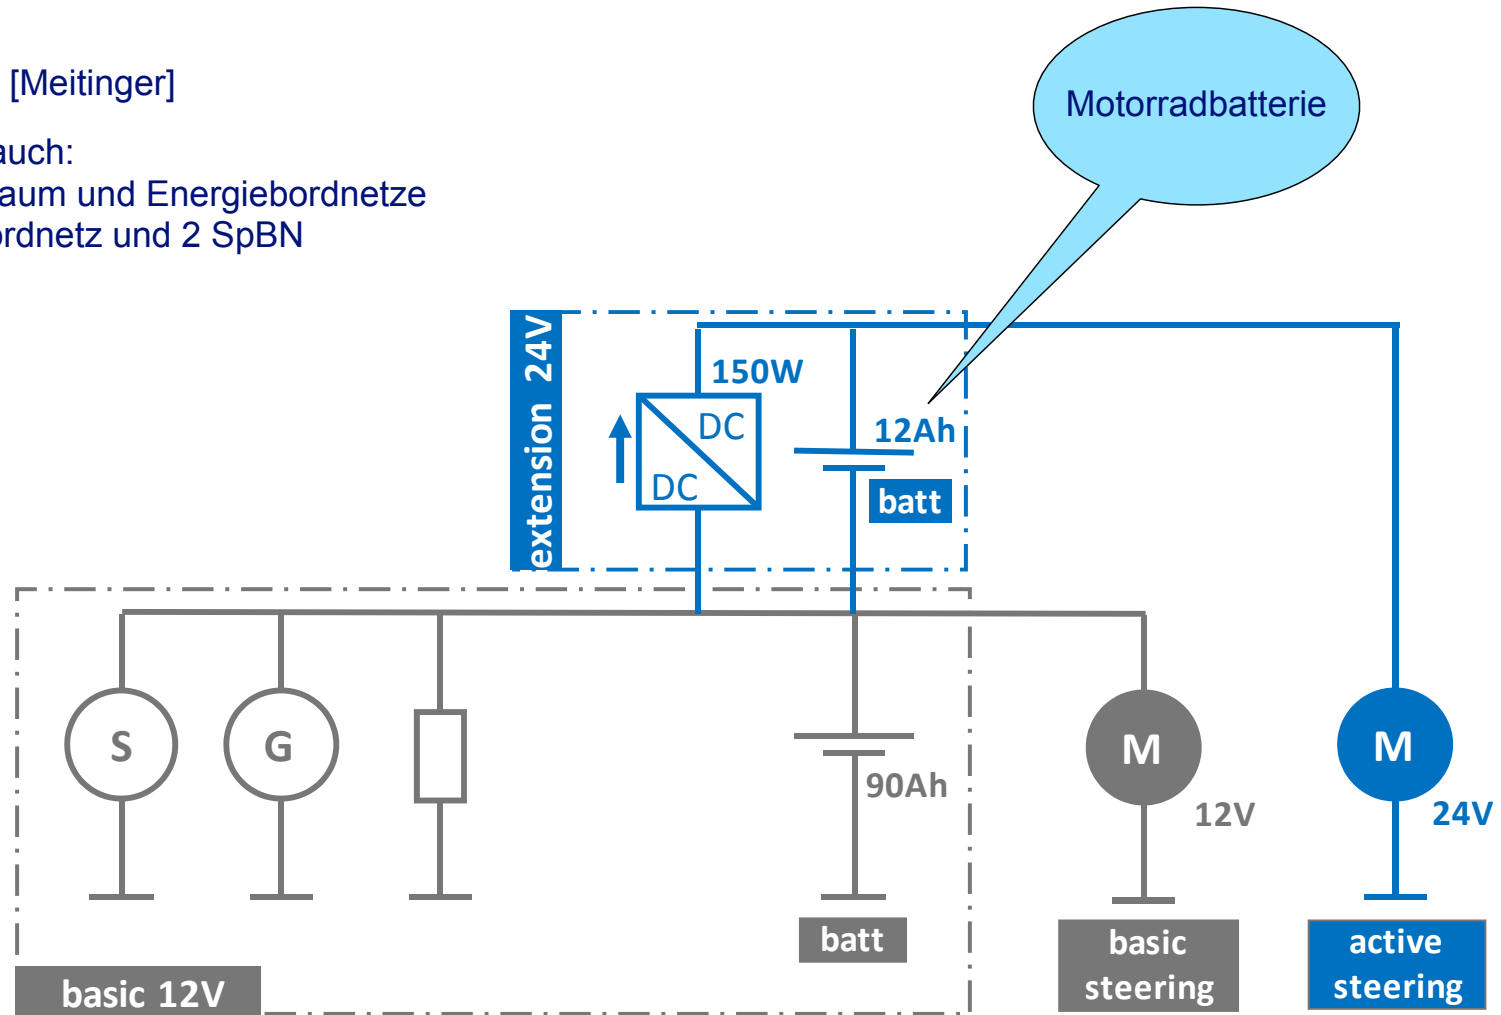 [Meitinger]
auch:
aum und Energiebordnetze
ordnetz und 2 SpBN
Motorradbatterie
extension 24V
150W
DC
DC
12Ah
batt
S
G
90Ah
batt
basic 12V
M
12V
basic
steering
M
24V
active
steering